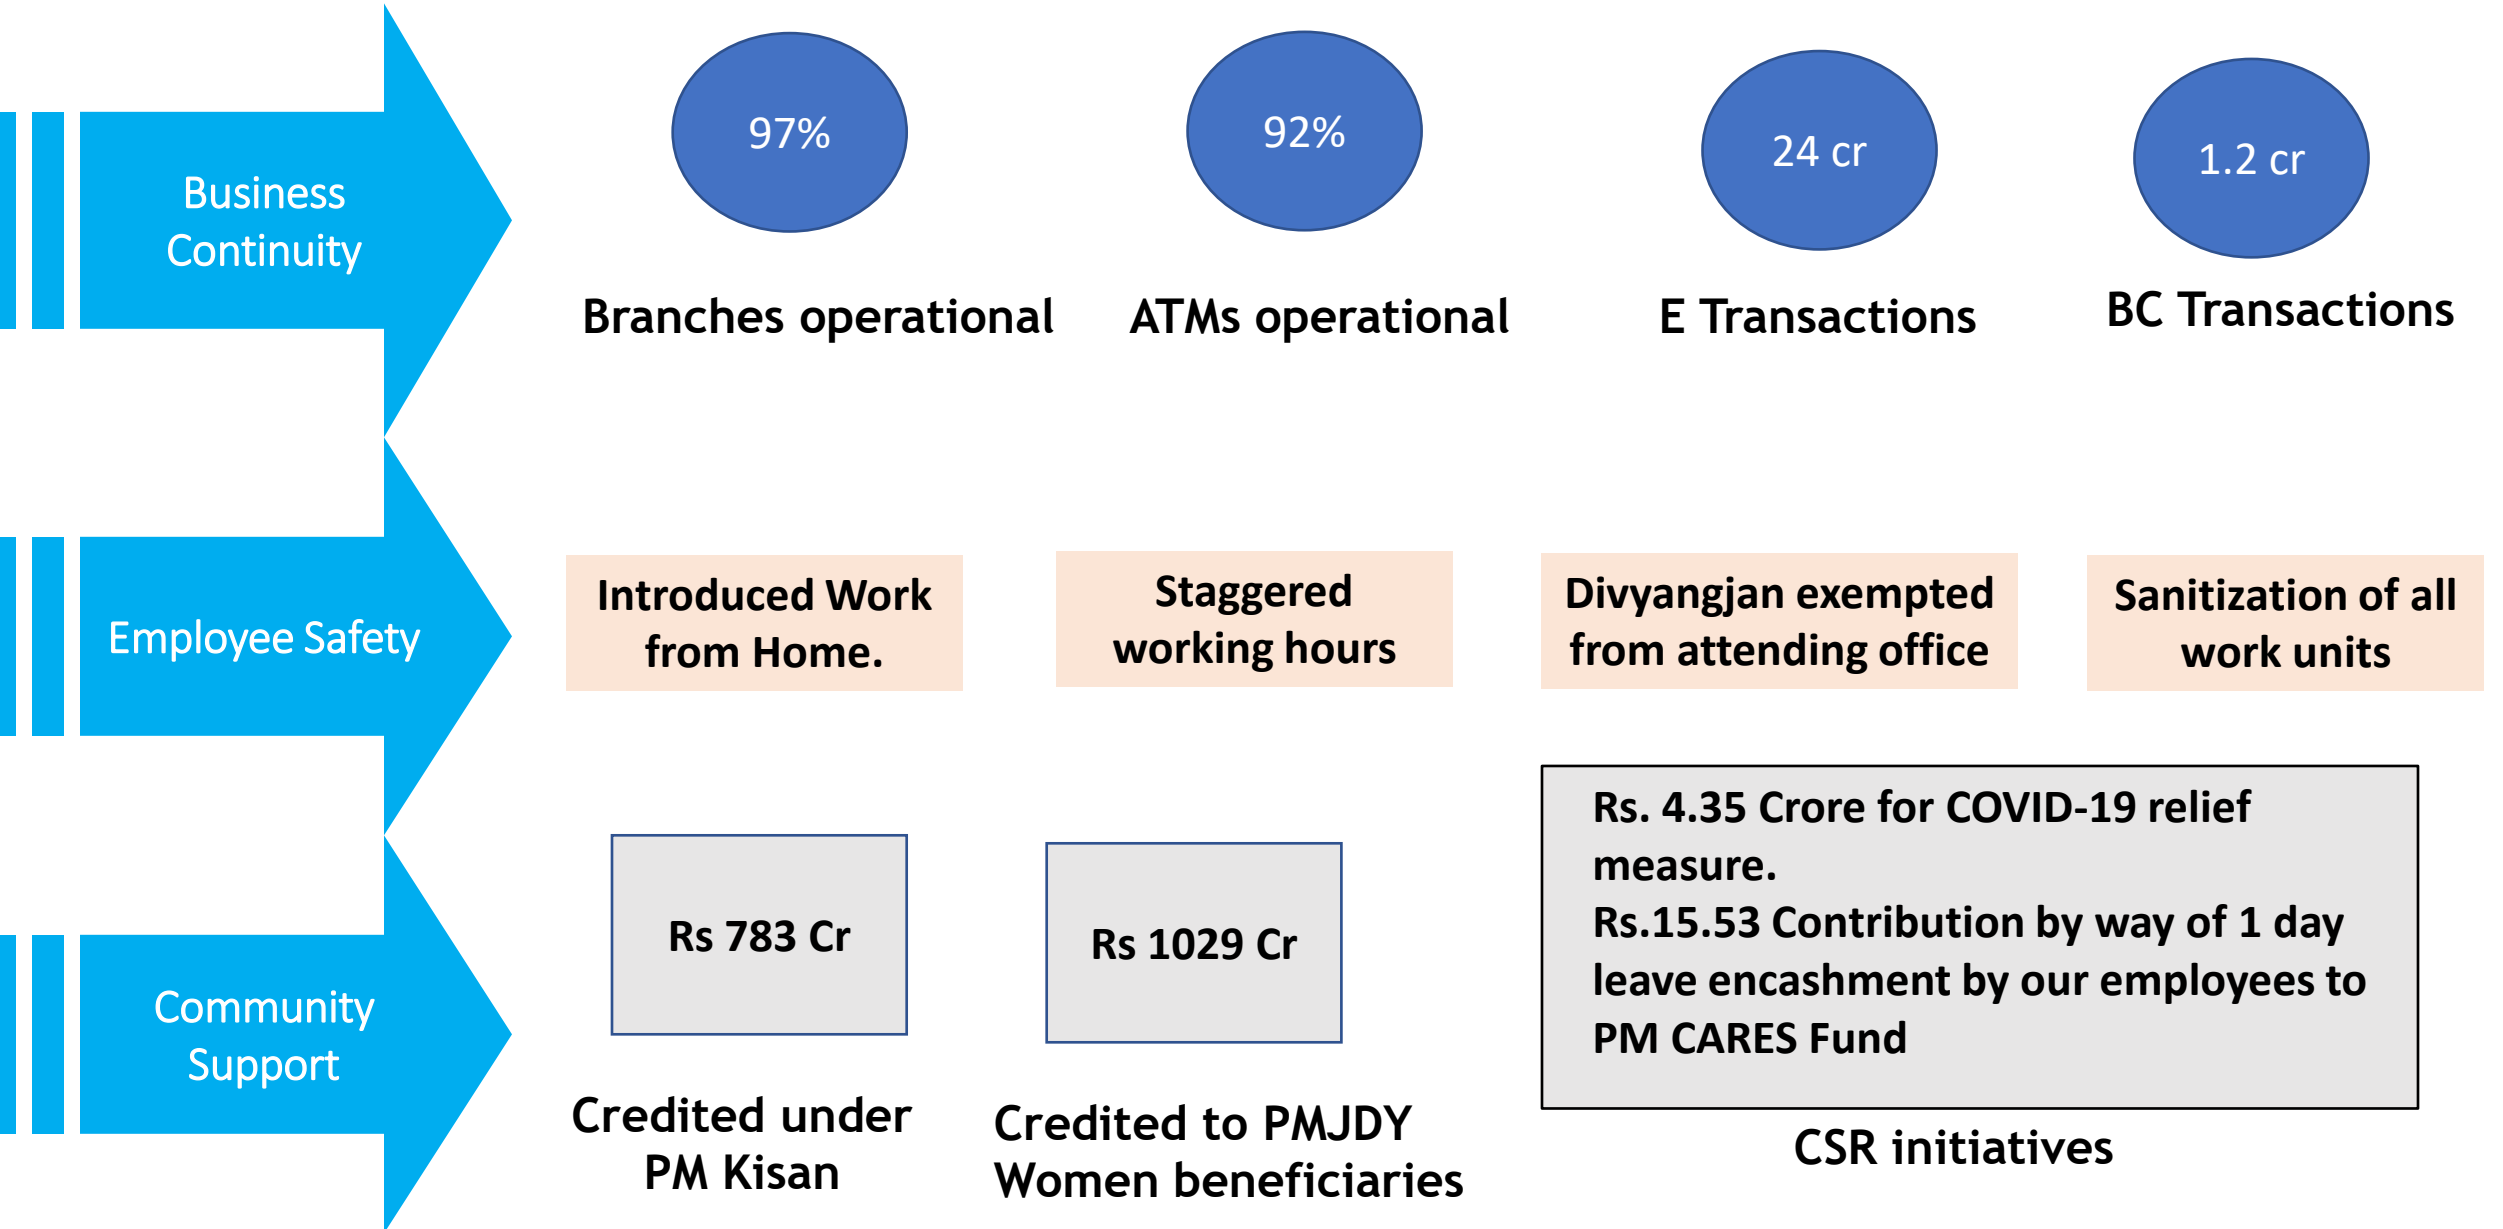 Business
Continuity
97%
Branches operational
92%
ATMs operational
24 cr
E Transactions
1.2 cr
BC Transactions
Employee Safety
Introduced Work
from Home.
Staggered
working hours
Divyangjan exempted
from attending office
Sanitization of all
work units
Community
Support
Rs 783 Cr
Credited under
PM Kisan
Rs 1029 Cr
Credited to PMJDY
Women beneficiaries
Rs. 4.35 Crore for COVID-19 relief
measure.
Rs.15.53 Contribution by way of 1 day
leave encashment by our employees to
PM CARES Fund
CSR initiatives